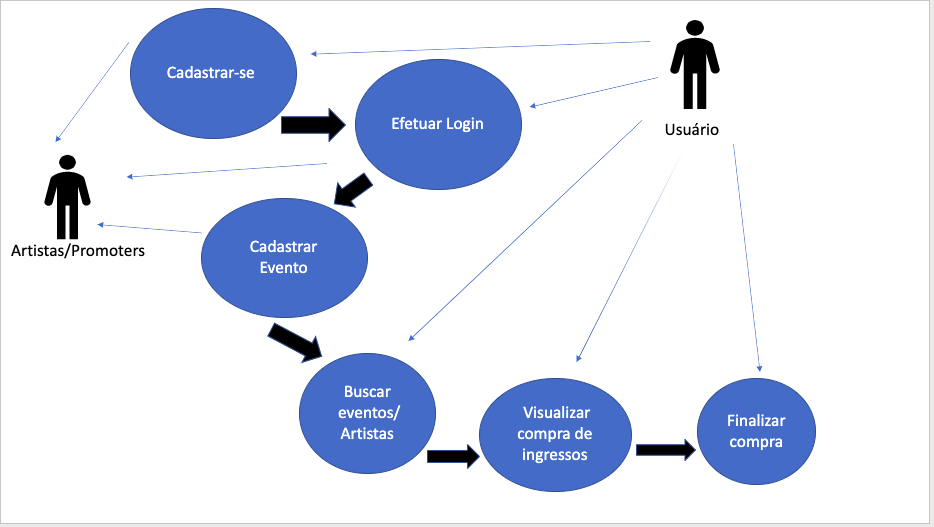 Cadastrar-se
Efetuar Login
Usuário
Artistas/Promoters
Cadastrar
Evento
Buscar
eventos/
Artistas
Visualizar
compra de
ingressos
Finalizar
compra